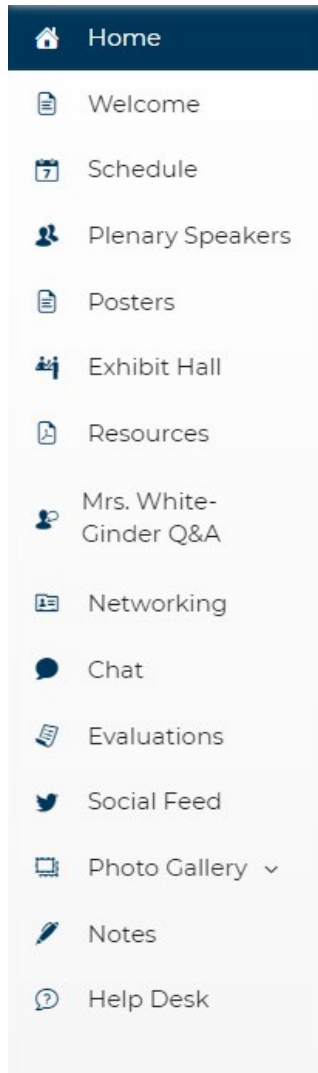 Home
Welcome
7
Schedule
Plenary Speakers
Posters
Exhibit Hall
Resources
Mrs. White-
Ginder Q&A
Networking
Chat
Evaluations
Social Feed
Photo Gallery
Notes
? Help Desk